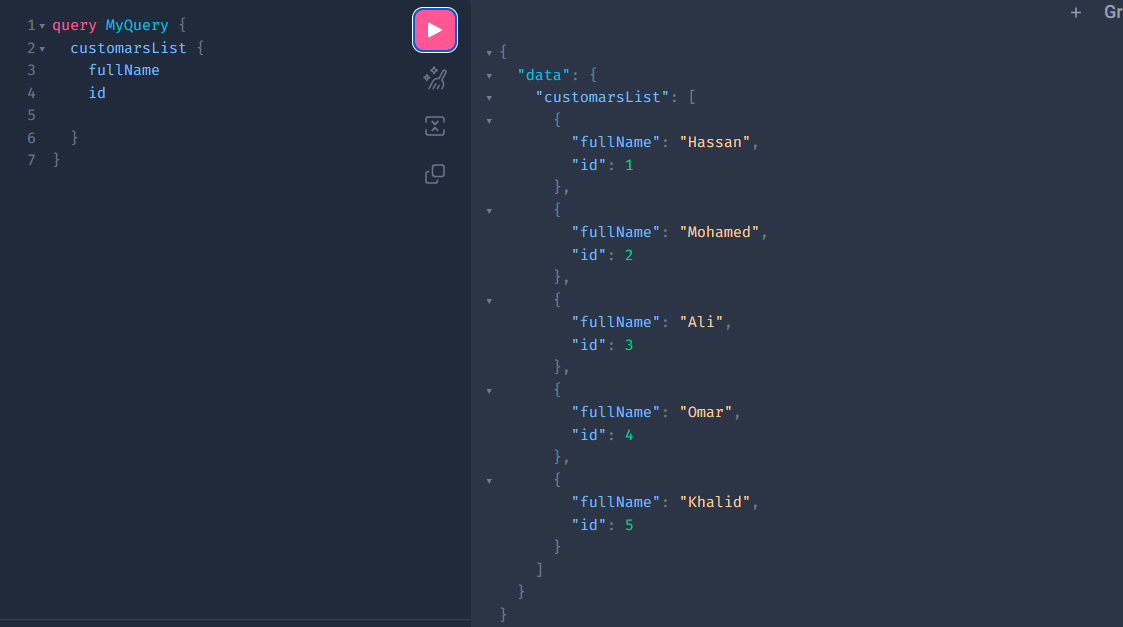 1 query MyQuery {
2 customarsList {
3 fullName
4 id
5
6 }
7 }
+ Gr
{
"data": {
"customarsList": [
{
"fullName": "Hassan",
"id": 1
},
{
"fullName": "Mohamed",
"id": 2
},
{
"fullName": "Ali",
"id": 3
},
{
"fullName": "Omar",
"id": 4
},
{
"fullName": "Khalid",
"id": 5
}
]
}
}